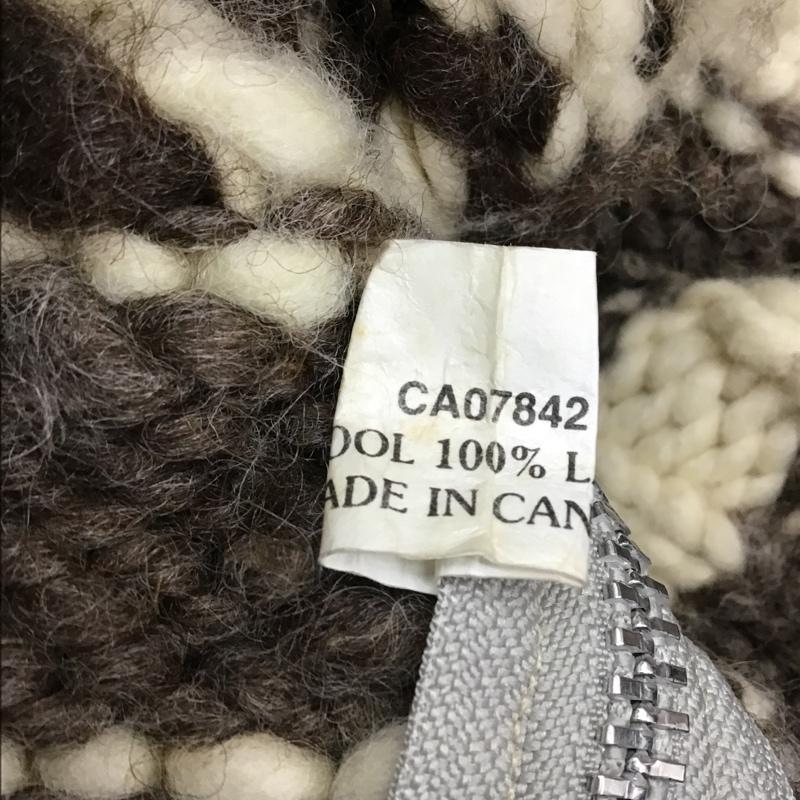 CA07842
OOL 100% L
ADE IN CAN